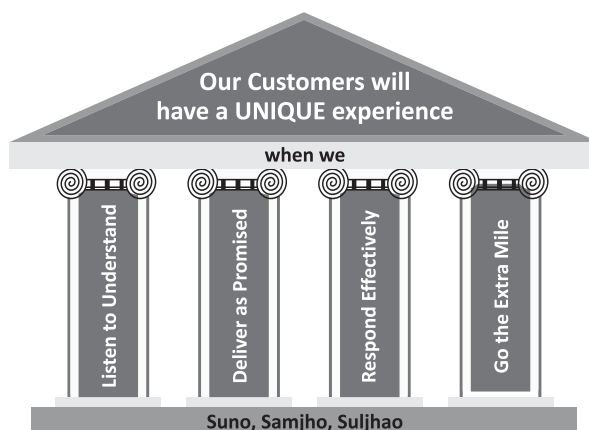 Our Customers will
have a UNIQUE experience
when we
Listen to Understand
Deliver as Promised
Respond Effectively
Go the Extra Mile
Suno, Samjho, Suljhao